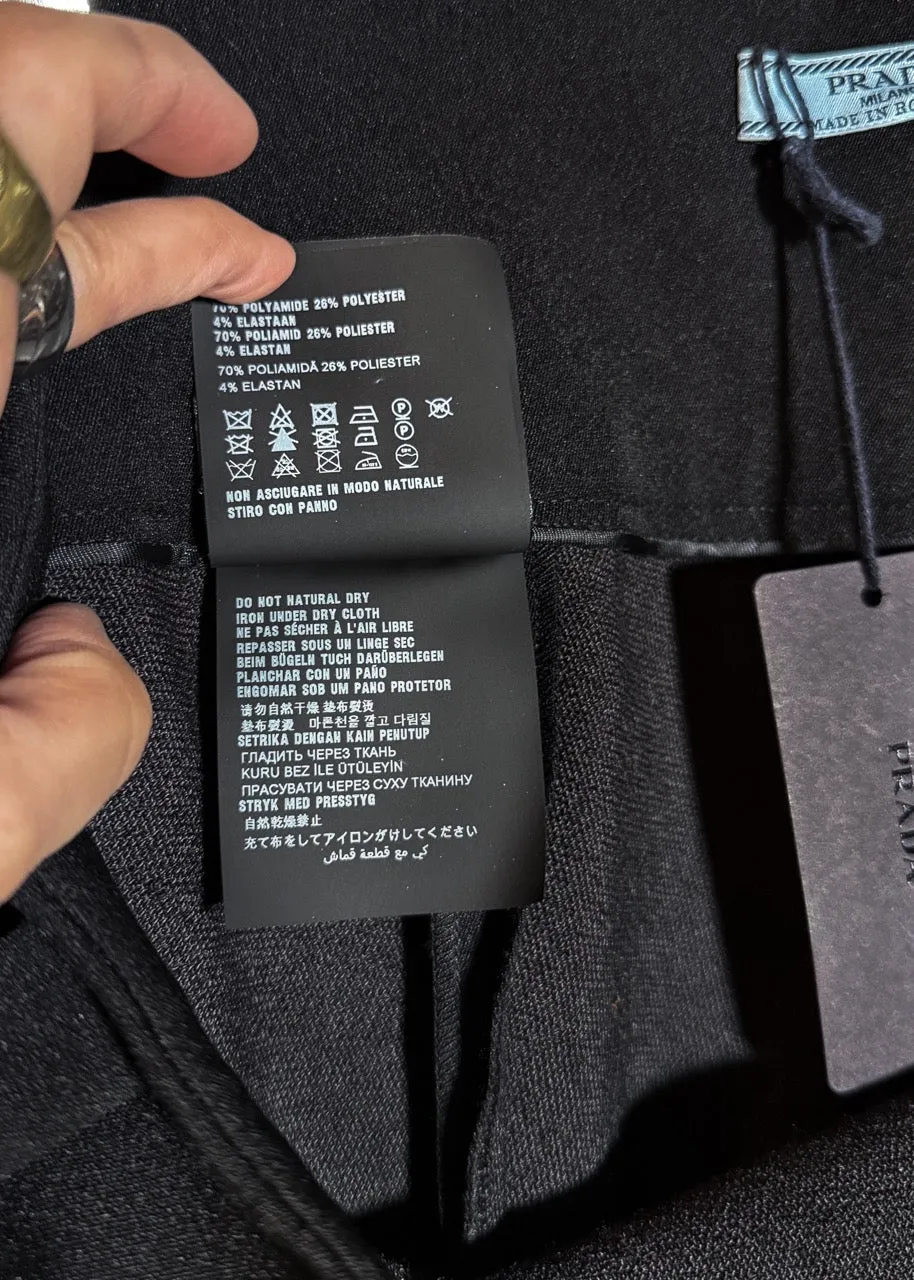 PRADA
MILANO
MADE IN RO
70% POLYAMIDE 26% POLYESTER
4% ELASTAAN
70% POLIAMID 26% POLIESTER
4% ELASTAN
70% POLIAMIDĂ 26% POLIESTER
4% ELASTAN
P W
P
NON ASCIUGARE IN MODO NATURALE
STIRO CON PANNO
DO NOT NATURAL DRY
IRON UNDER DRY CLOTH
NE PAS SÉCHER À L'AIR LIBRE
REPASSER SOUS UN LINGE SEC
BEIM BÜGELN TUCH DARÜBERLEGEN
PLANCHAR CON UN PAÑO
ENGOMAR SOB UM PANO PROTETOR
请勿自然干燥 垫布熨烫
墊布熨燙 마른천을 깔고 다림질
SETRIKA DENGAN KAIN PENUTUP
ГЛАДИТЬ ЧЕРЕЗ ТКАНЬ
KURU BEZ İLE ÜTÜLEYİN
ПРАСУВАТИ ЧЕРЕЗ СУХУ ТКАНИНУ
STRYK MED PRESSTYG
自然乾燥禁止
充て布をしてアイロンがけしてください
كي مع قطعة قماش
PRADA